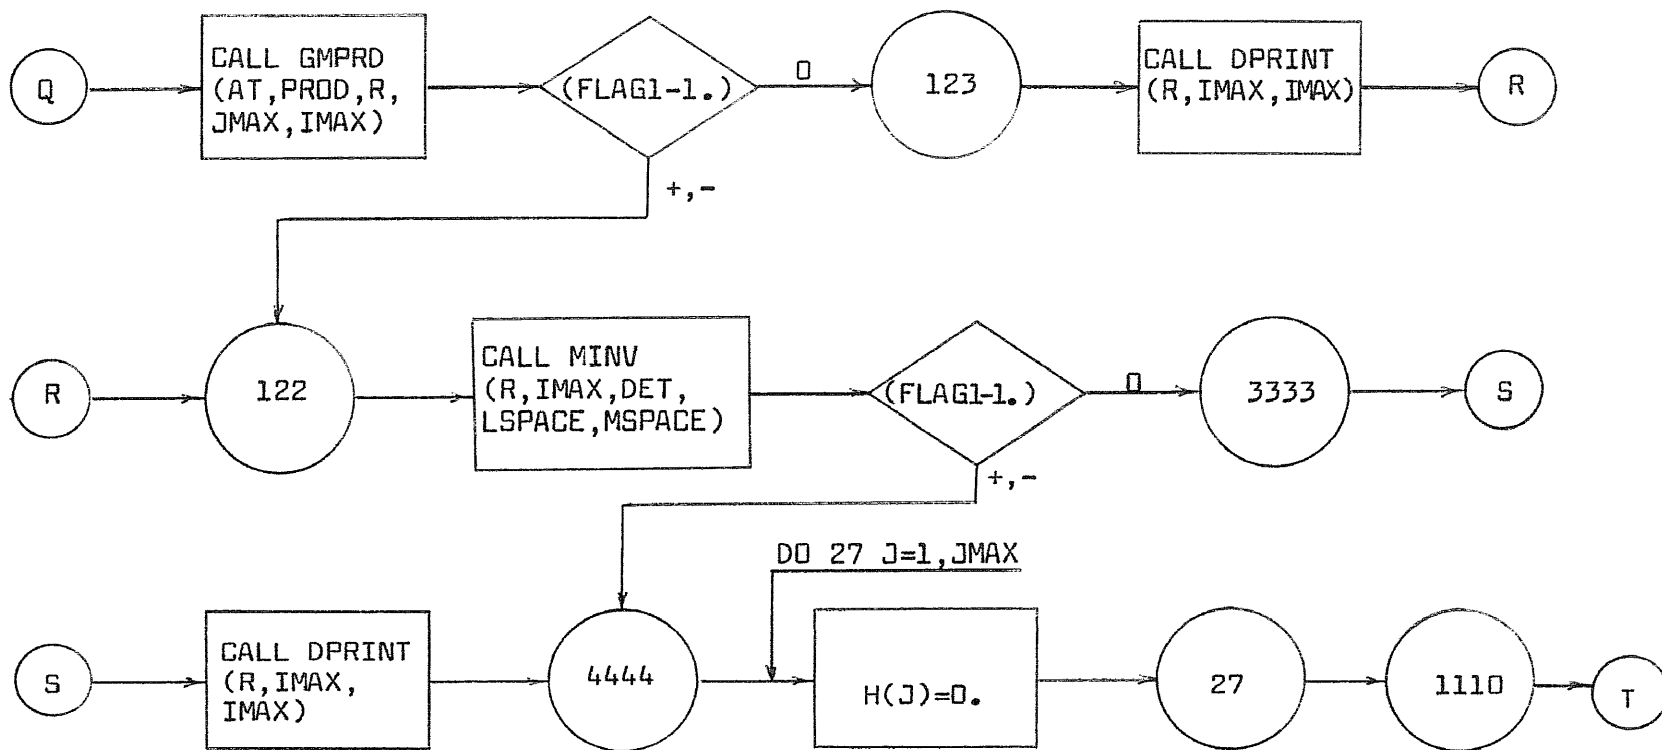 Q
CALL GMPRD
(AT,PROD,R,
JMAX,IMAX)
(FLAG1-1.)
0
123
CALL DPRINT
(R,IMAX,IMAX)
R
+,-
R
122
CALL MINV
(R,IMAX,DET,
LSPACE,MSPACE)
(FLAG1-1.)
0
3333
S
+,-
DO 27 J=1,JMAX
S
CALL DPRINT
(R,IMAX,
IMAX)
4444
H(J)=0.
27
1110
T